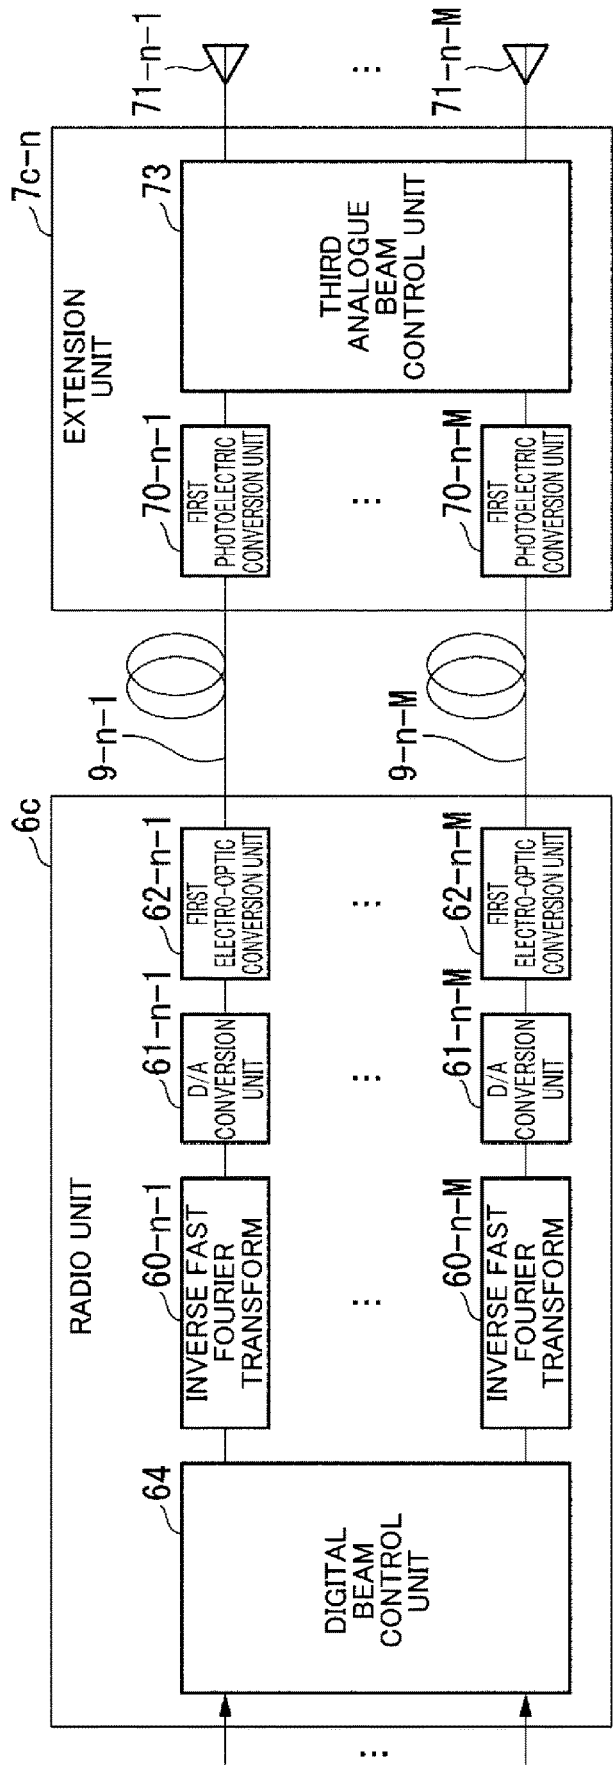 6c
RADIO UNIT
64
DIGITAL
BEAM
CONTROL
UNIT
...
60-n-1
INVERSE FAST
FOURIER
TRANSFORM
...
60-n-M
INVERSE FAST
FOURIER
TRANSFORM
61-n-1
D/A
CONVERSION
UNIT
...
61-n-M
D/A
CONVERSION
UNIT
62-n-1
FIRST
ELECTRO-OPTIC
CONVERSION UNIT
...
62-n-M
FIRST
ELECTRO-OPTIC
CONVERSION UNIT
9-n-1
9-n-M
7c-n
EXTENSION
UNIT
70-n-1
FIRST
PHOTOELECTRIC
CONVERSION UNIT
...
70-n-M
FIRST
PHOTOELECTRIC
CONVERSION UNIT
73
THIRD
ANALOGUE
BEAM
CONTROL UNIT
71-n-1
...
71-n-M